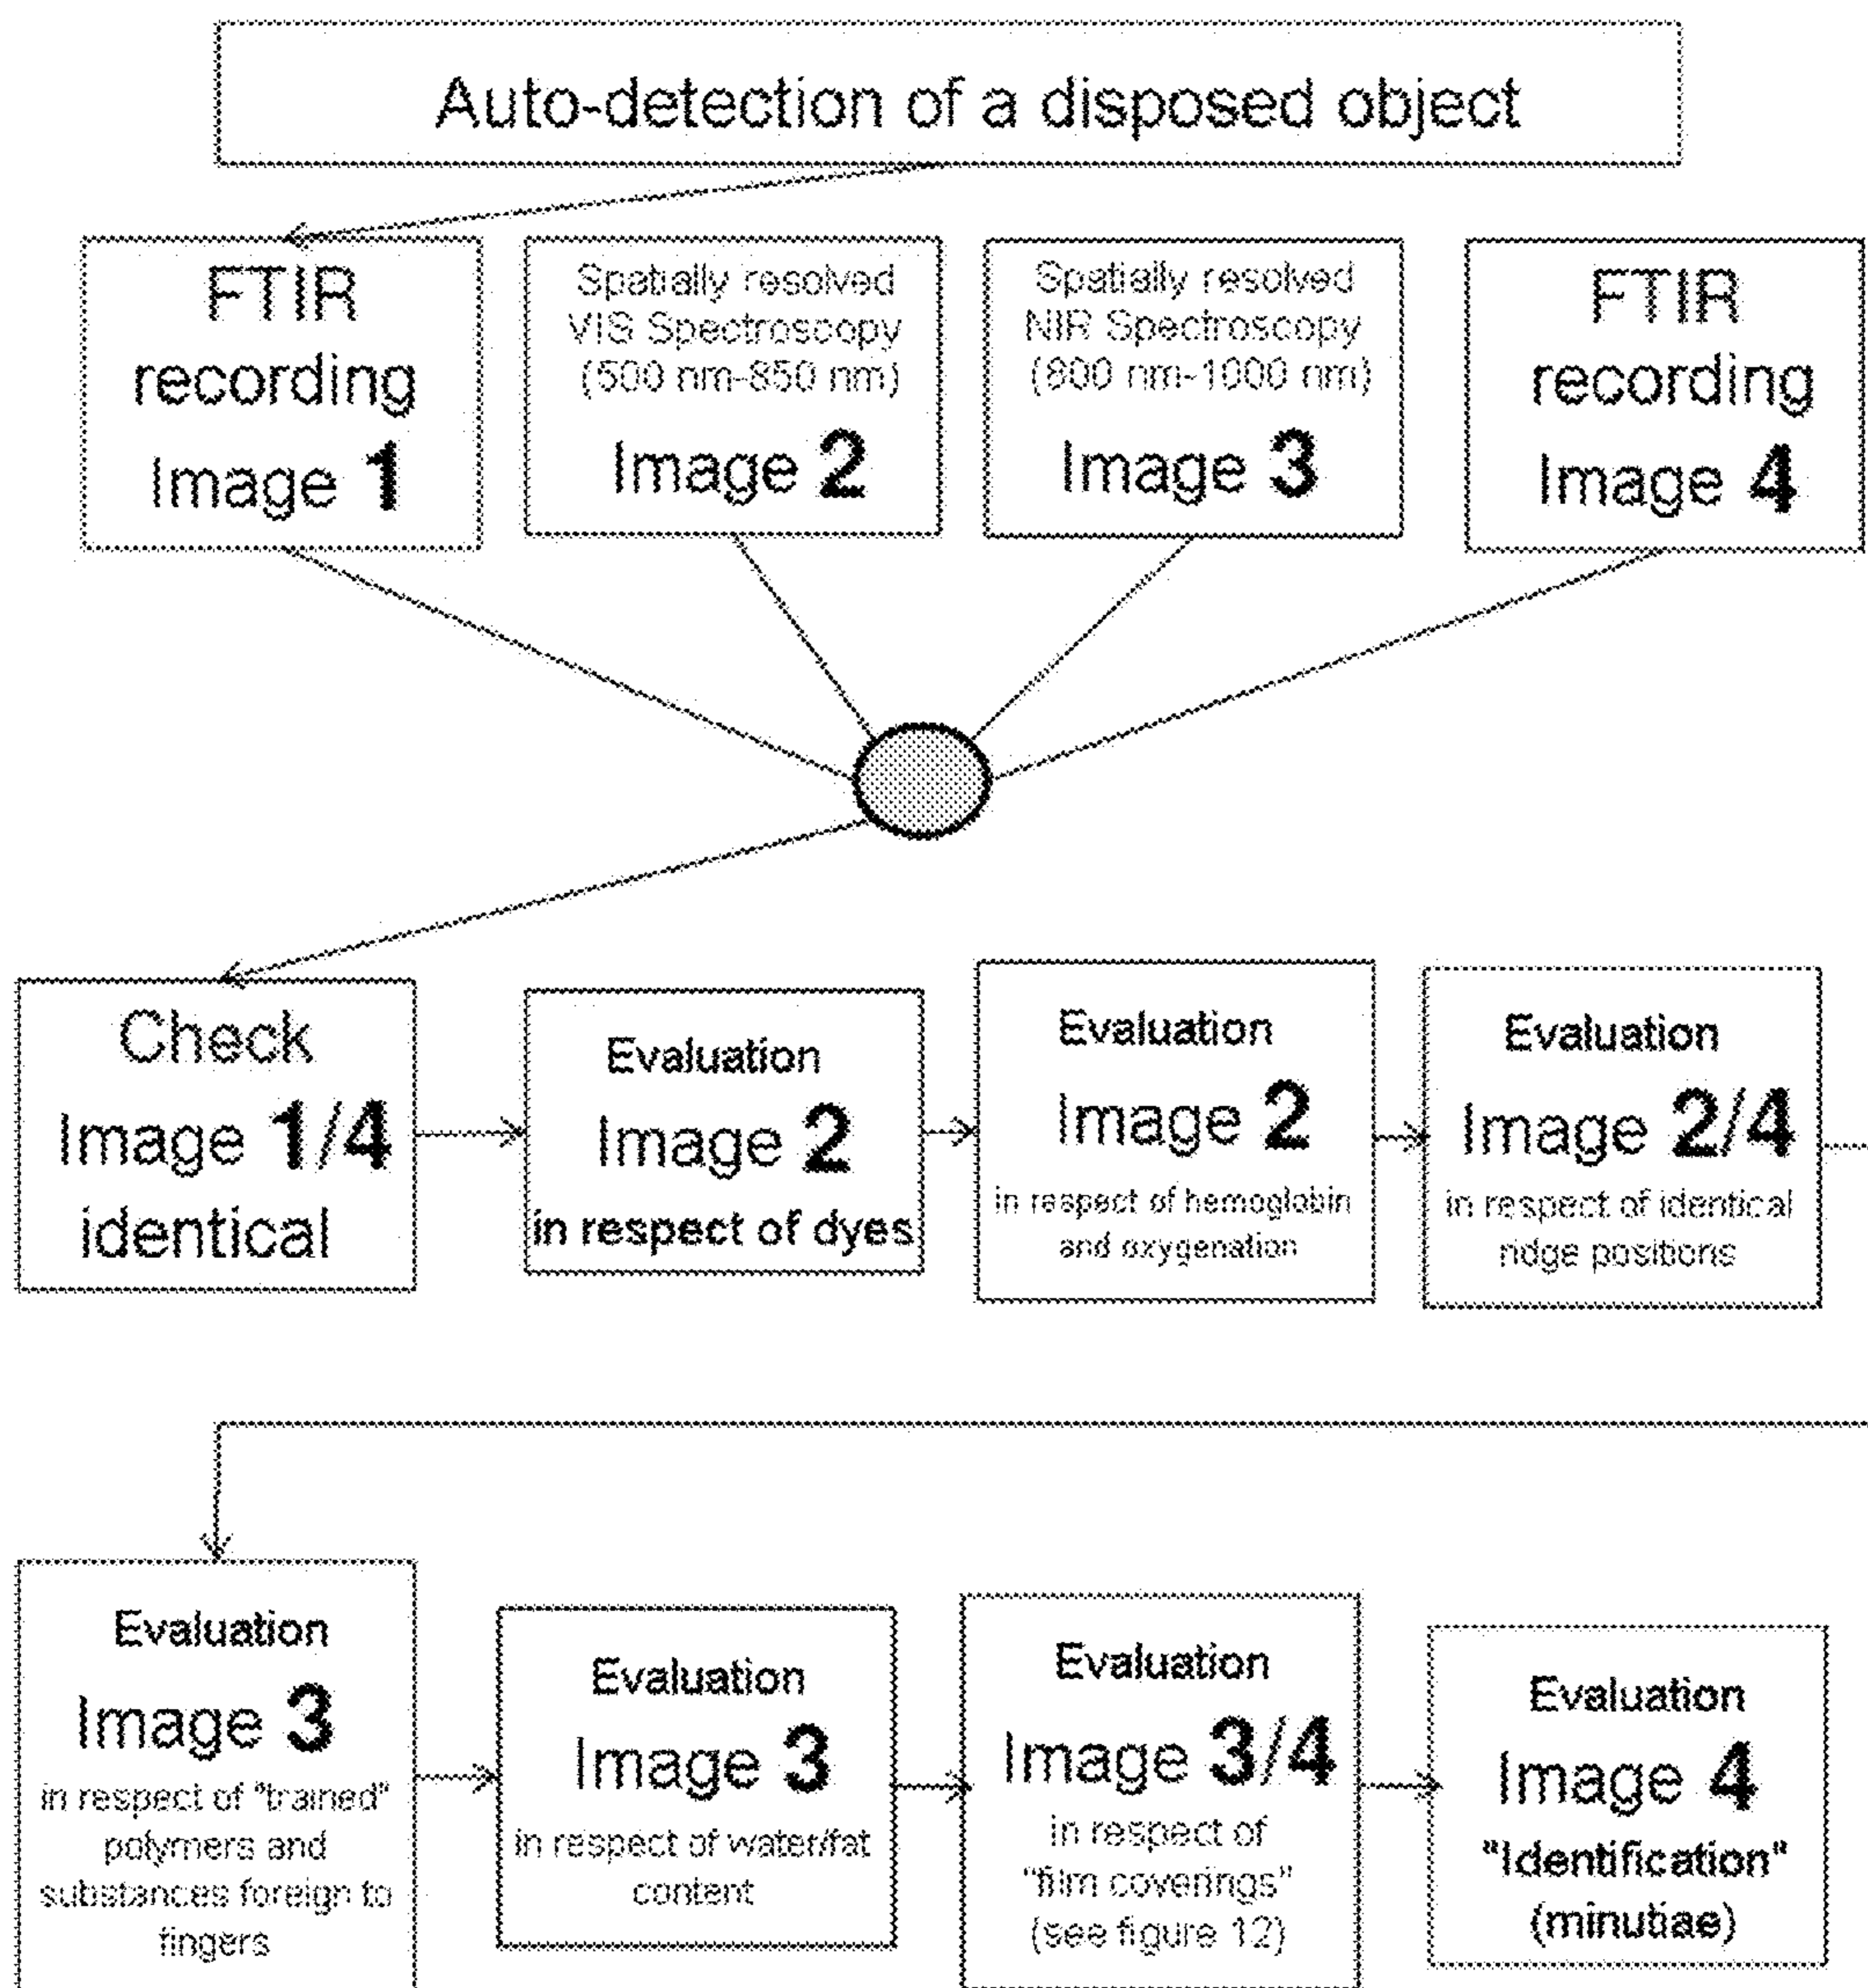 Auto-detection of a disposed object
FTIR
recording
Image 1
Spatially resolved
VIS Spectroscopy
(500 nm-850 nm)
Image 2
Spatially resolved
NIR Spectroscopy
(800 nm-1000 nm)
Image 3
FTIR
recording
Image 4
Check
Image 1/4
identical
Evaluation
Image 2
in respect of dyes
Evaluation
Image 2
in respect of hemoglobin
and oxygenation
Evaluation
Image 2/4
in respect of identical
ridge positions
Evaluation
Image 3
in respect of "trained"
polymers and
substances foreign to
fingers
Evaluation
Image 3
in respect of water/fat
content
Evaluation
Image 3/4
in respect of
"film coverings"
(see figure 12)
Evaluation
Image 4
"Identification"
(minutiae)